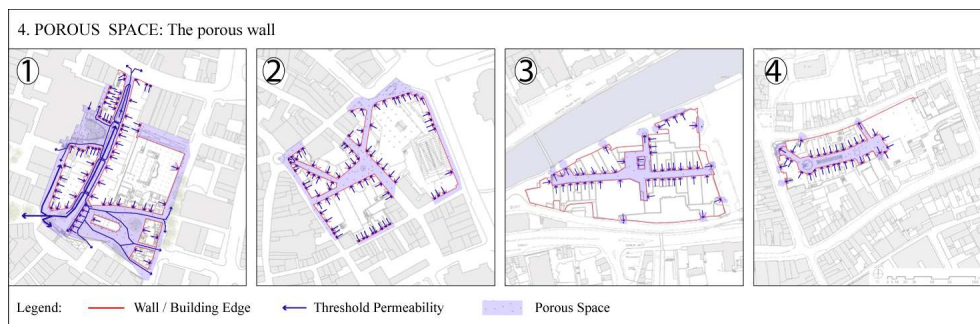 4. POROUS SPACE: The porous wall
1
2
3
4
Legend:
Wall / Building Edge
Threshold Permeability
Porous Space